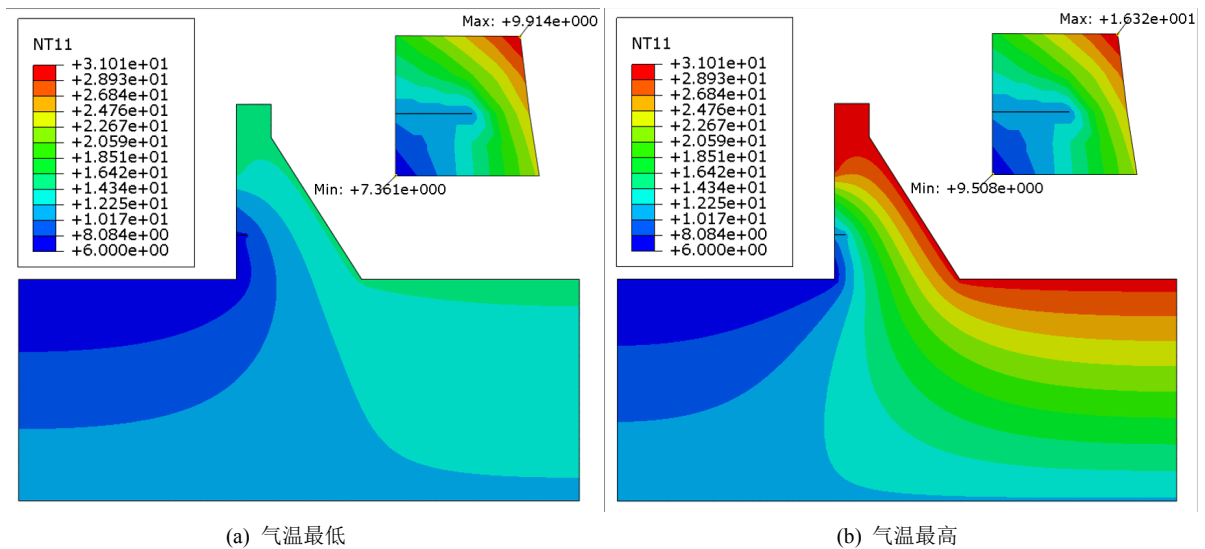 Max: +9.914e+000
NT11
+3.101e+01
+2.893e+01
+2.684e+01
+2.476e+01
+2.267e+01
+2.059e+01
+1.851e+01
+1.642e+01
+1.434e+01
+1.225e+01
+1.017e+01
+8.084e+00
+6.000e+00
Min: +7.361e+000
(a) 气温最低
Max: +1.632e+001
NT11
+3.101e+01
+2.893e+01
+2.684e+01
+2.476e+01
+2.267e+01
+2.059e+01
+1.851e+01
+1.642e+01
+1.434e+01
+1.225e+01
+1.017e+01
+8.084e+00
+6.000e+00
Min: +9.508e+000
(b) 气温最高